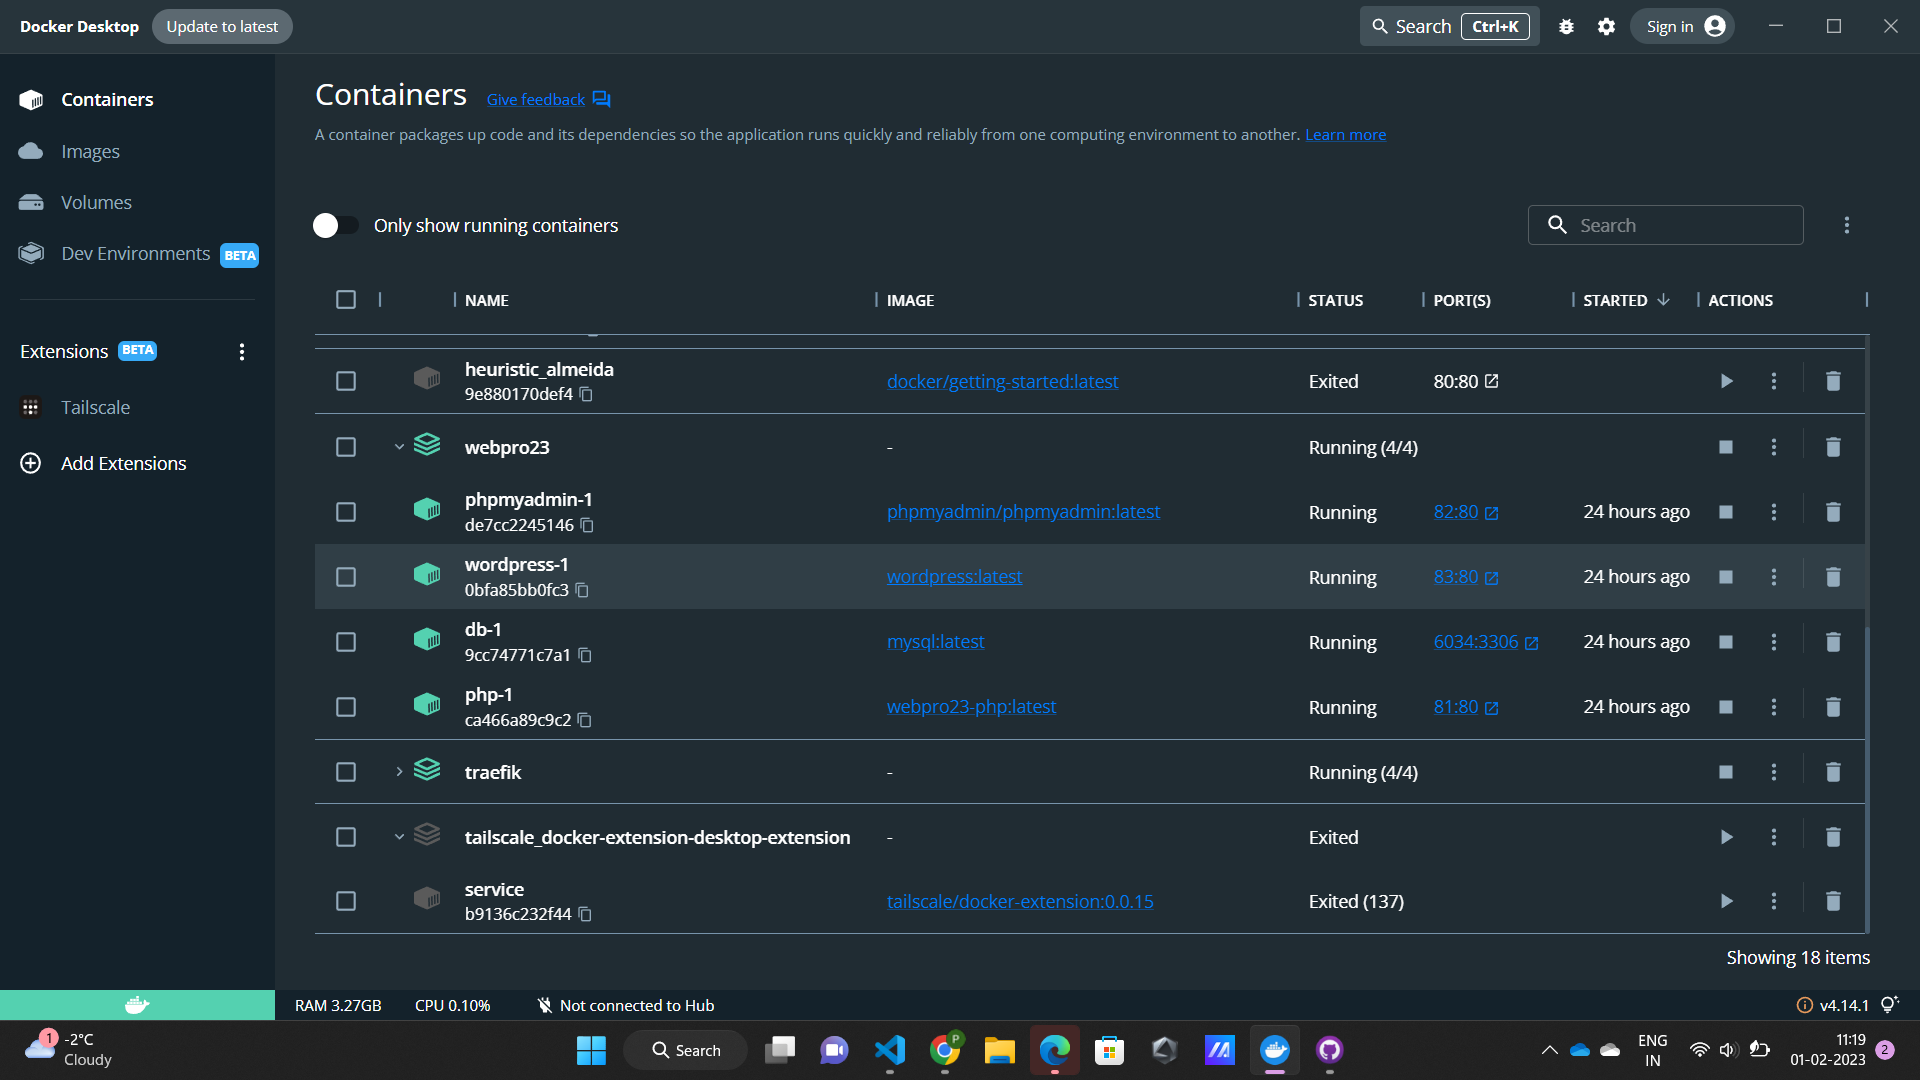 Docker Desktop Update to latest Search Ctrl+K Sign in
Containers
Images
Volumes
Dev Environments BETA
Extensions BETA
Tailscale
Add Extensions
Containers Give feedback
A container packages up code and its dependencies so the application runs quickly and reliably from one computing environment to another. Learn more
Only show running containers Search
NAME IMAGE STATUS PORT(S) STARTED ACTIONS
heuristic_almeida
9e880170def4 docker/getting-started:latest Exited 80:80
webpro23 - Running (4/4)
phpmyadmin-1
de7cc2245146 phpmyadmin/phpmyadmin:latest Running 82:80 24 hours ago
wordpress-1
0bfa85bb0fc3 wordpress:latest Running 83:80 24 hours ago
db-1
9cc74771c7a1 mysql:latest Running 6034:3306 24 hours ago
php-1
ca466a89c9c2 webpro23-php:latest Running 81:80 24 hours ago
traefik - Running (4/4)
tailscale_docker-extension-desktop-extension - Exited
service
b9136c232f44 tailscale/docker-extension:0.0.15 Exited (137)
Showing 18 items
RAM 3.27GB CPU 0.10% Not connected to Hub v4.14.1
1 -2°C
Cloudy
Search
P
ENG
IN
11:19
01-02-2023
2